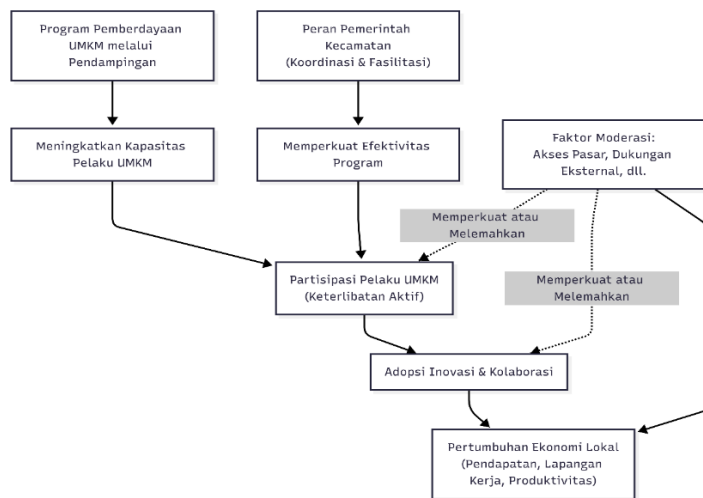 Program Pemberdayaan
UMKM melalui
Pendampingan
Peran Pemerintah
Kecamatan
(Koordinasi & Fasilitasi)
Meningkatkan Kapasitas
Pelaku UMKM
Memperkuat Efektivitas
Program
Faktor Moderasi:
Akses Pasar, Dukungan
Eksternal, dll.
Memperkuat atau
Melemahkan
Partisipasi Pelaku UMKM
(Keterlibatan Aktif)
Memperkuat atau
Melemahkan
Adopsi Inovasi & Kolaborasi
Pertumbuhan Ekonomi Lokal
(Pendapatan, Lapangan
Kerja, Produktivitas)